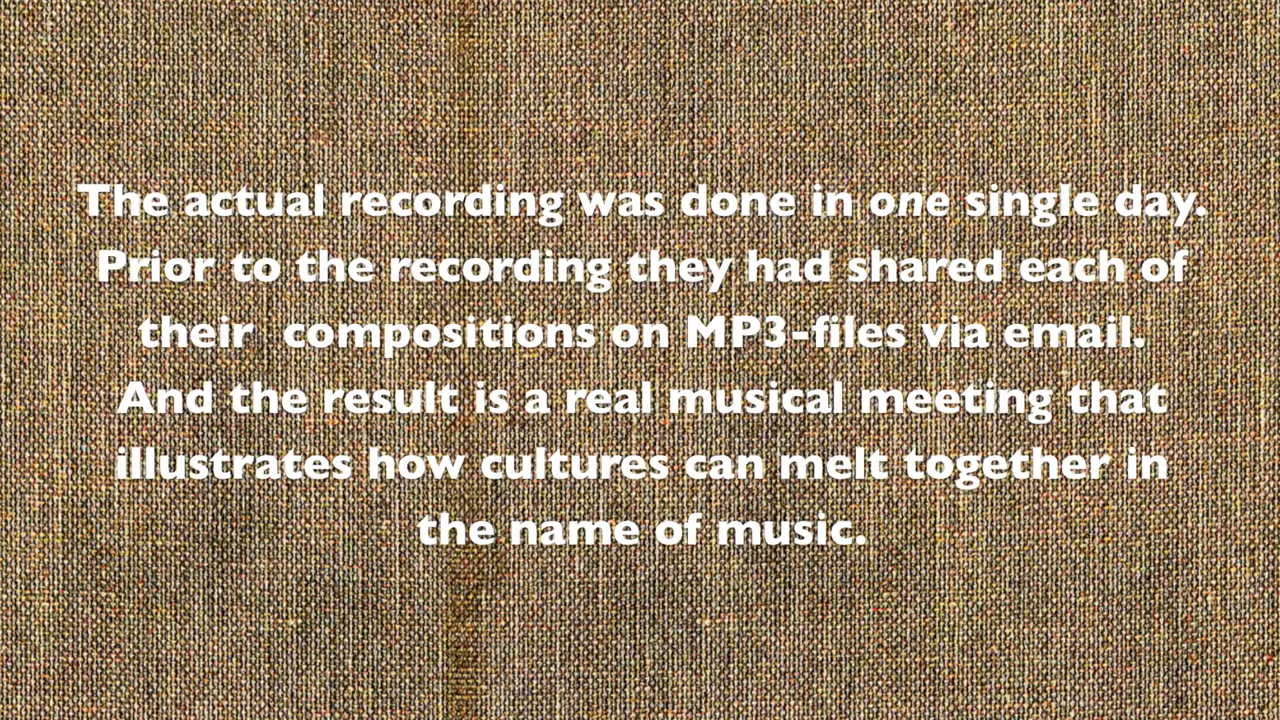 The actual recording was done in one single day.
Prior to the recording they had shared each of
their  compositions on MP3-files via email.
And the result is a real musical meeting that
illustrates how cultures can melt together in
the name of music.